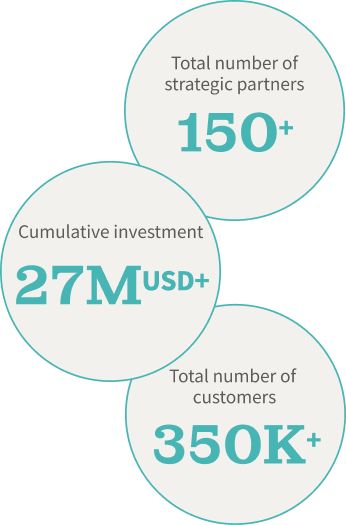 Total number of
strategic partners
150+
Cumulative investment
27MUSD+
Total number of
customers
350K+